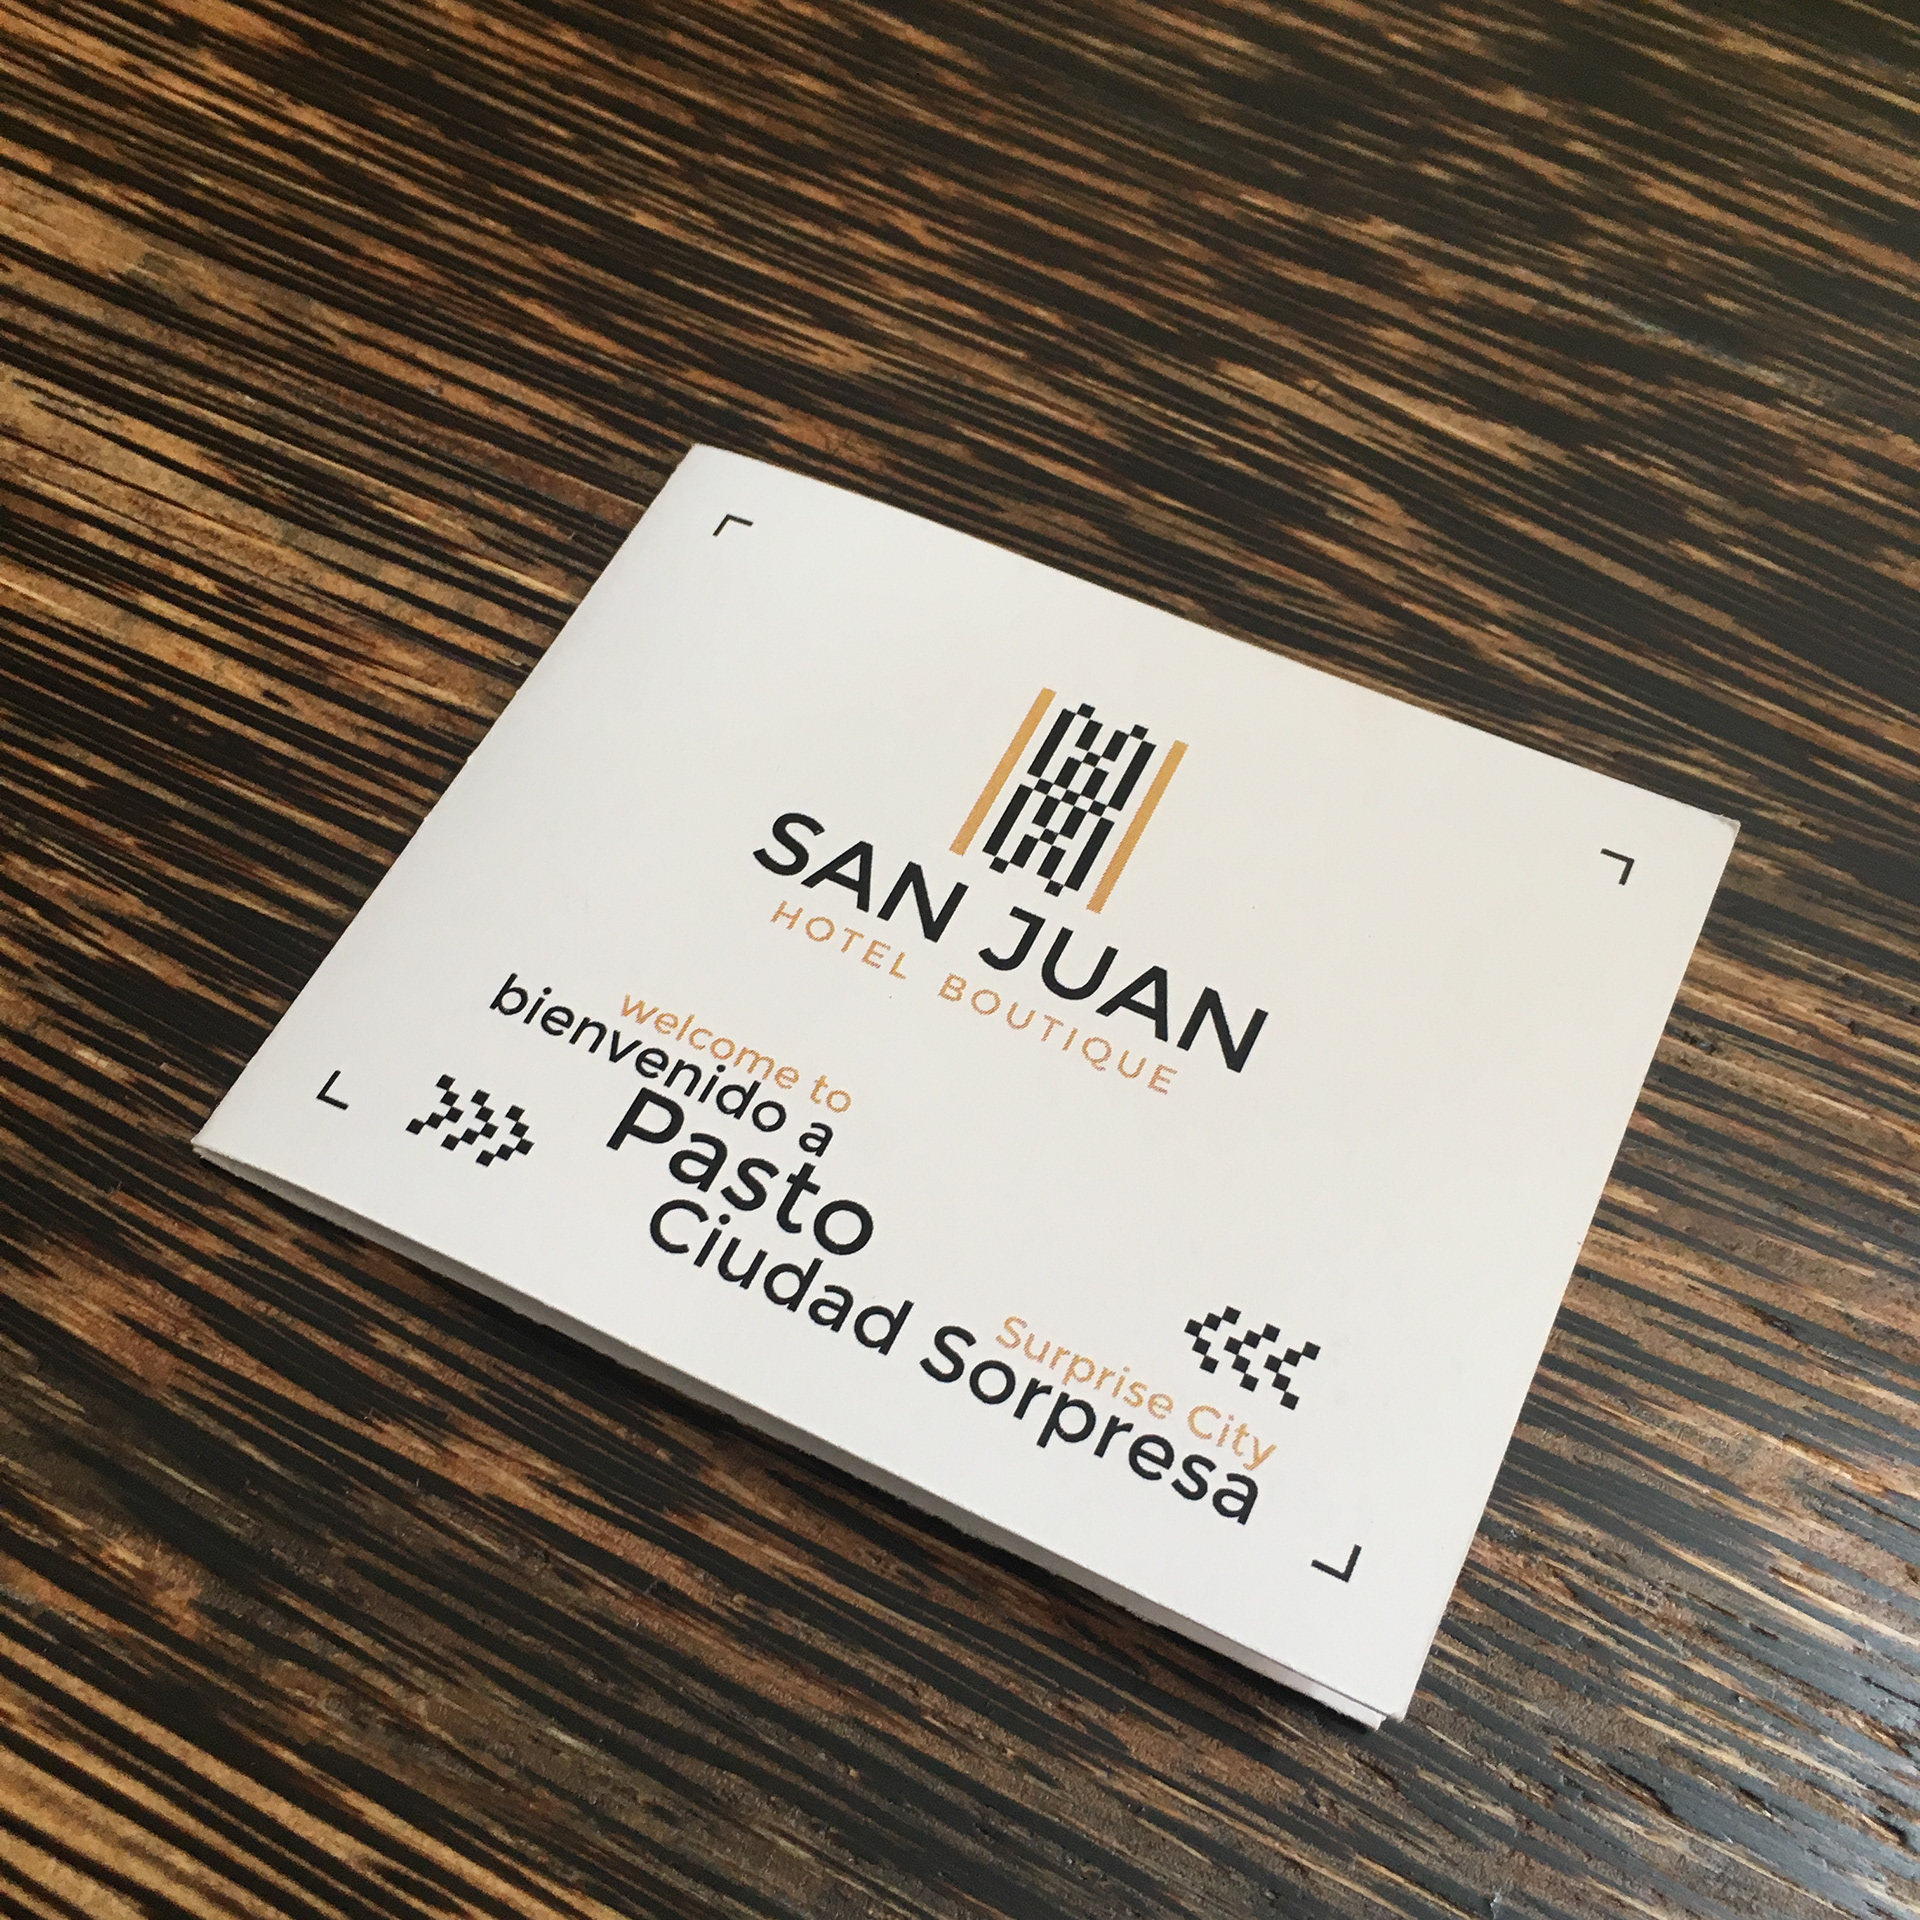 SAN JUAN
HOTEL BOUTIQUE
welcome to
bienvenido a
Pasto
Surprise City
Ciudad Sorpresa